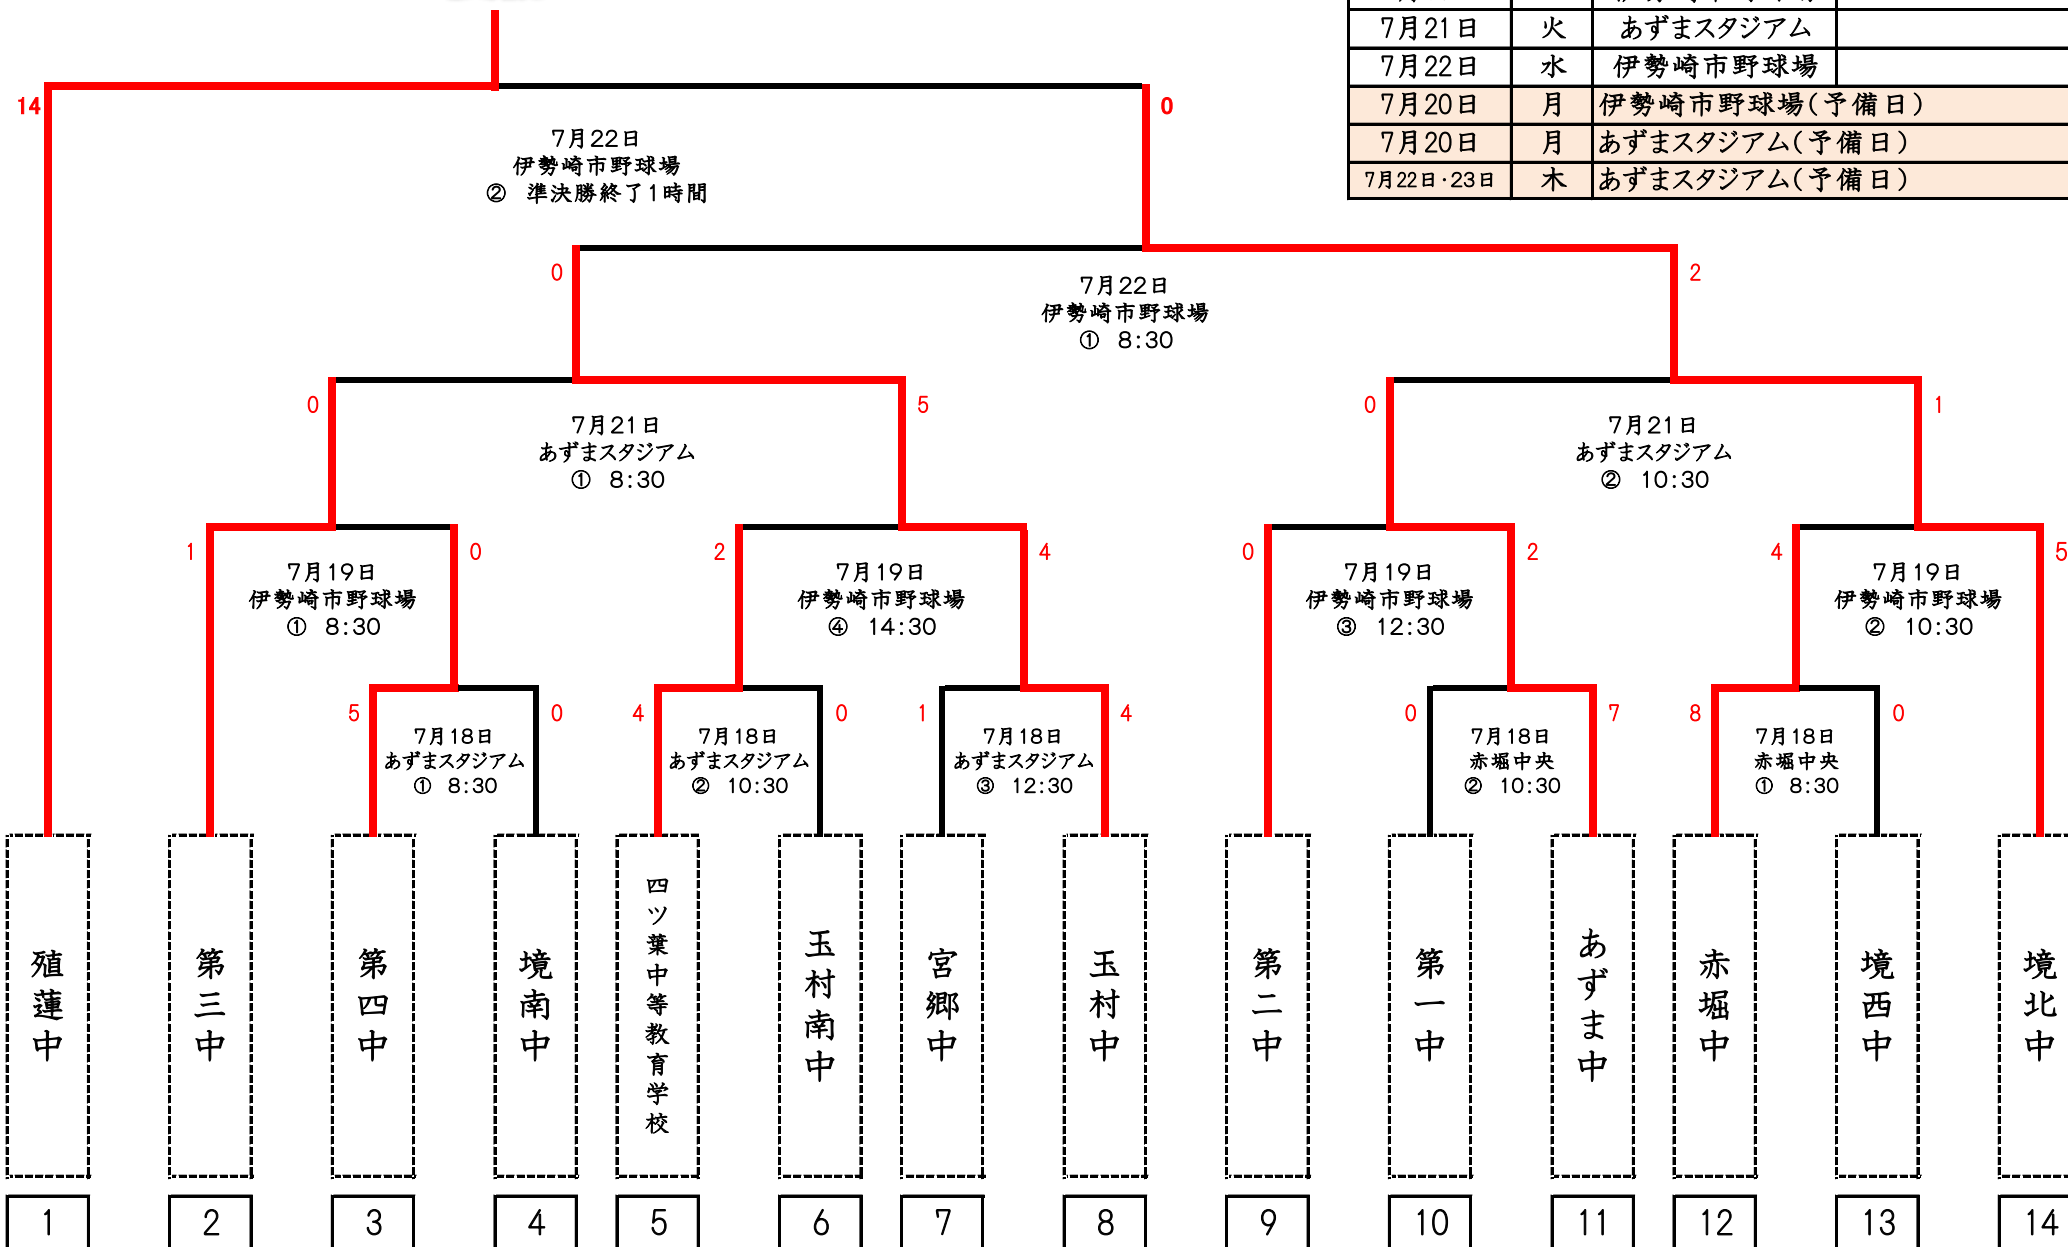 7月21日 火 あずまスタジアム
7月22日 水 伊勢崎市野球場
7月20日 月 伊勢崎市野球場(予備日)
7月20日 月 あずまスタジアム(予備日)
7月22日・23日 木 あずまスタジアム(予備日)
14 0
7月22日
伊勢崎市野球場
② 準決勝終了1時間
0 2
7月22日
伊勢崎市野球場
① 8:30
0 5
7月21日
あずまスタジアム
① 8:30
0 1
7月21日
あずまスタジアム
② 10:30
1 0
7月19日
伊勢崎市野球場
① 8:30
2 4
7月19日
伊勢崎市野球場
④ 14:30
0 2
7月19日
伊勢崎市野球場
③ 12:30
4 5
7月19日
伊勢崎市野球場
② 10:30
5 0
7月18日
あずまスタジアム
① 8:30
4 0
7月18日
あずまスタジアム
② 10:30
1 4
7月18日
あずまスタジアム
③ 12:30
0 7
7月18日
赤堀中央
② 10:30
8 0
7月18日
赤堀中央
① 8:30
殖蓮中
第三中
第四中
境南中
四ツ葉中等教育学校
玉村南中
宮郷中
玉村中
第二中
第一中
あずま中
赤堀中
境西中
境北中
1 2 3 4 5 6 7 8 9 10 11 12 13 14